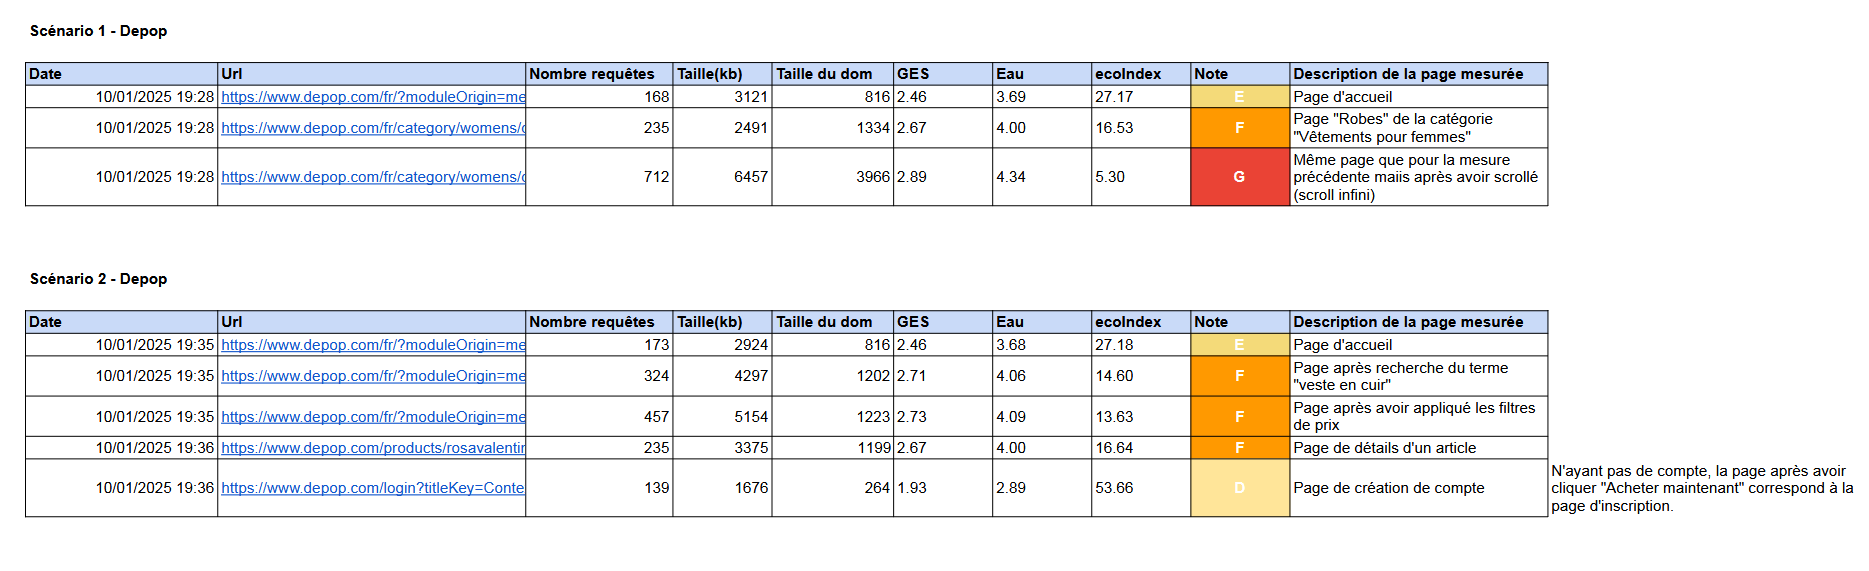 Scénario 1 - Depop
Date Url Nombre requêtes Taille(kb) Taille du dom GES Eau ecoIndex Note Description de la page mesurée
10/01/2025 19:28 https://www.depop.com/fr/?moduleOrigin=me 168 3121 816 2.46 3.69 27.17 E Page d'accueil
10/01/2025 19:28 https://www.depop.com/fr/category/womens/c 235 2491 1334 2.67 4.00 16.53 F Page "Robes" de la catégorie
"Vêtements pour femmes"
10/01/2025 19:28 https://www.depop.com/fr/category/womens/c 712 6457 3966 2.89 4.34 5.30 G Même page que pour la mesure
précédente maiis après avoir scrollé
(scroll infini)
Scénario 2 - Depop
Date Url Nombre requêtes Taille(kb) Taille du dom GES Eau ecoIndex Note Description de la page mesurée
10/01/2025 19:35 https://www.depop.com/fr/?moduleOrigin=me 173 2924 816 2.46 3.68 27.18 E Page d'accueil
10/01/2025 19:35 https://www.depop.com/fr/?moduleOrigin=me 324 4297 1202 2.71 4.06 14.60 F Page après recherche du terme
"veste en cuir"
10/01/2025 19:35 https://www.depop.com/fr/?moduleOrigin=me 457 5154 1223 2.73 4.09 13.63 F Page après avoir appliqué les filtres
de prix
10/01/2025 19:36 https://www.depop.com/products/rosavalentin 235 3375 1199 2.67 4.00 16.64 F Page de détails d'un article
10/01/2025 19:36 https://www.depop.com/login?titleKey=Conte 139 1676 264 1.93 2.89 53.66 D Page de création de compte
N'ayant pas de compte, la page après avoir
cliquer "Acheter maintenant" correspond à la
page d'inscription.